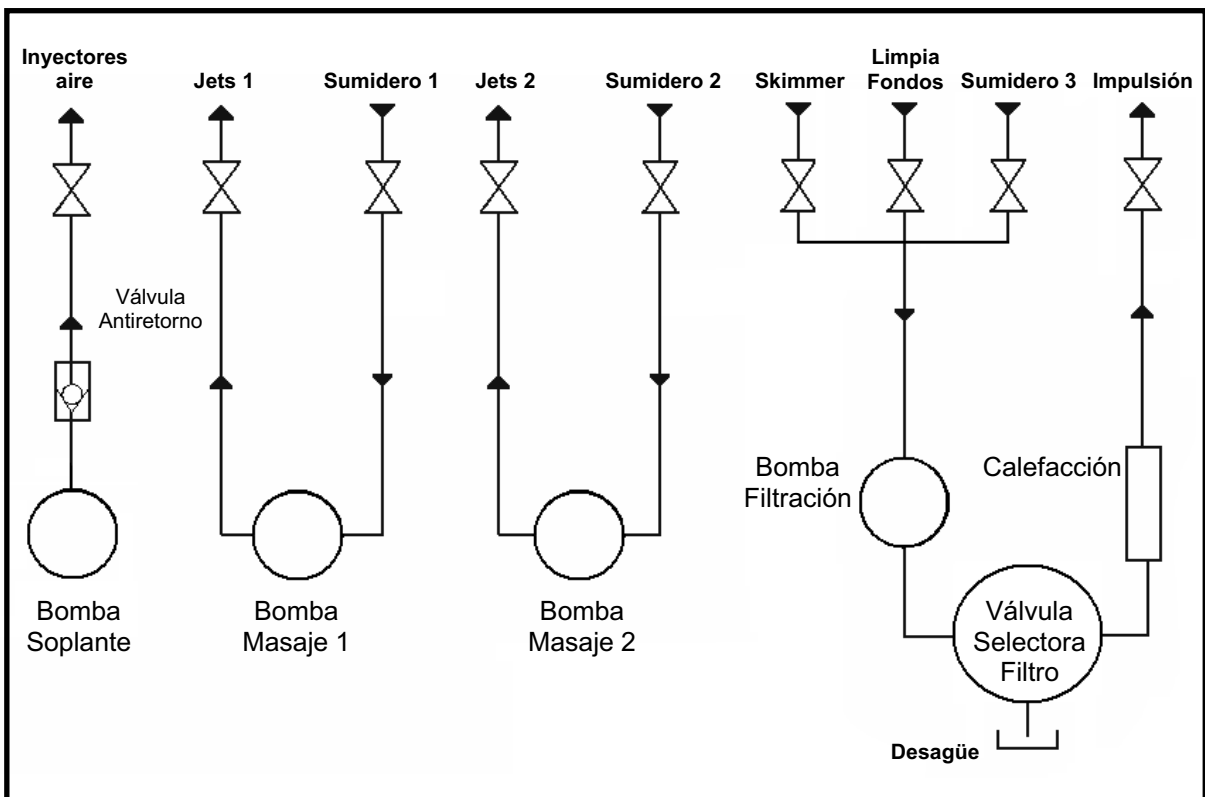 Inyectores
aire
Jets 1
Sumidero 1
Jets 2
Sumidero 2
Skimmer
Limpia
Fondos
Sumidero 3
Impulsión
Válvula
Antiretorno
Bomba
Filtración
Calefacción
Bomba
Soplante
Bomba
Masaje 1
Bomba
Masaje 2
Válvula
Selectora
Filtro
Desagüe